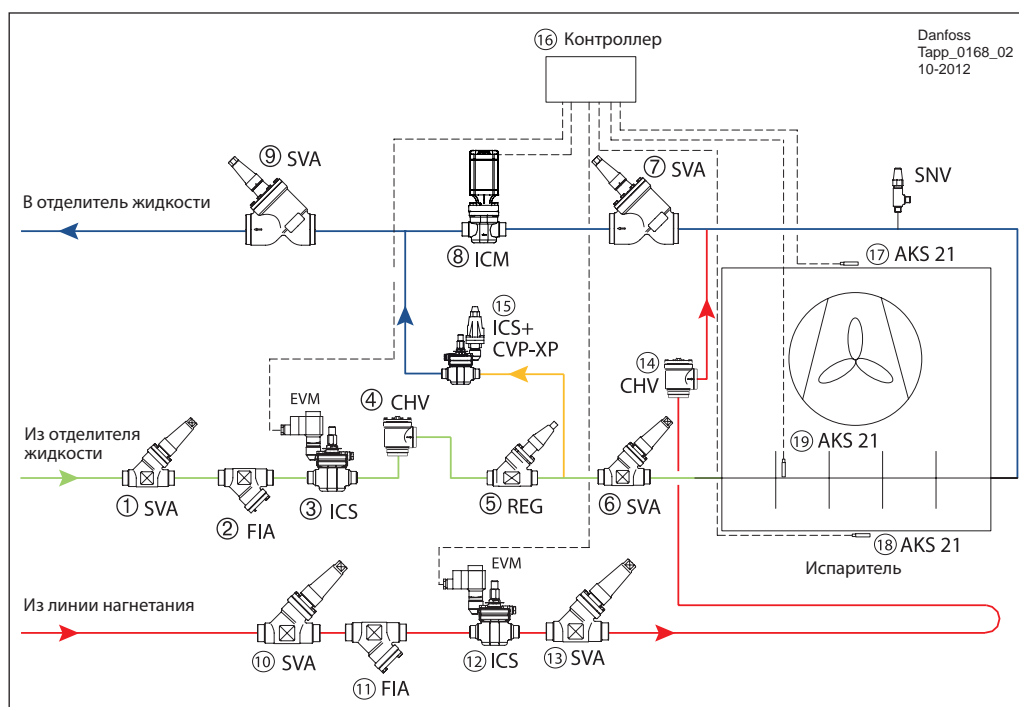 Danfoss
Tapp_0168_02
10-2012
⑯ Контроллер
⑨ SVA
⑦ SVA
SNV
В отделитель жидкости
⑧ ICM
⑰ AKS 21
⑮
ICS+
CVP-XP
⑭
CHV
EVM
④ CHV
Из отделителя
жидкости
⑲ AKS 21
① SVA
② FIA
③ ICS
⑤ REG
⑥ SVA
⑱ AKS 21
Испаритель
EVM
Из линии нагнетания
⑩ SVA
⑪ FIA
⑫ ICS
⑬ SVA